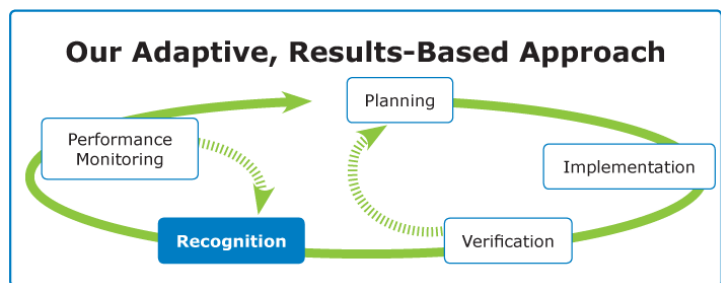 Our Adaptive, Results-Based Approach
Planning
Performance
Monitoring
Implementation
Recognition
Verification